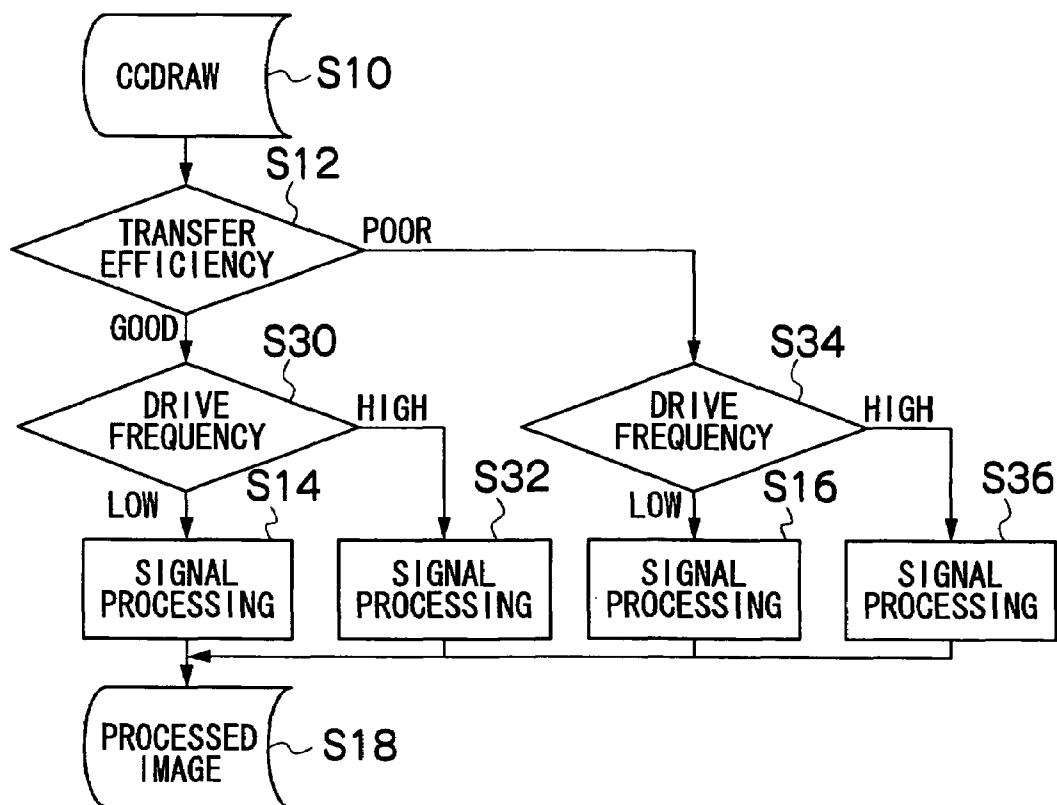 CCDRAW
S10
S12
TRANSFER
EFFICIENCY
POOR
GOOD
S30
S34
DRIVE
FREQUENCY
HIGH
DRIVE
FREQUENCY
HIGH
LOW
S14
S32
LOW
S16
S36
SIGNAL
PROCESSING
SIGNAL
PROCESSING
SIGNAL
PROCESSING
SIGNAL
PROCESSING
PROCESSED
IMAGE
S18